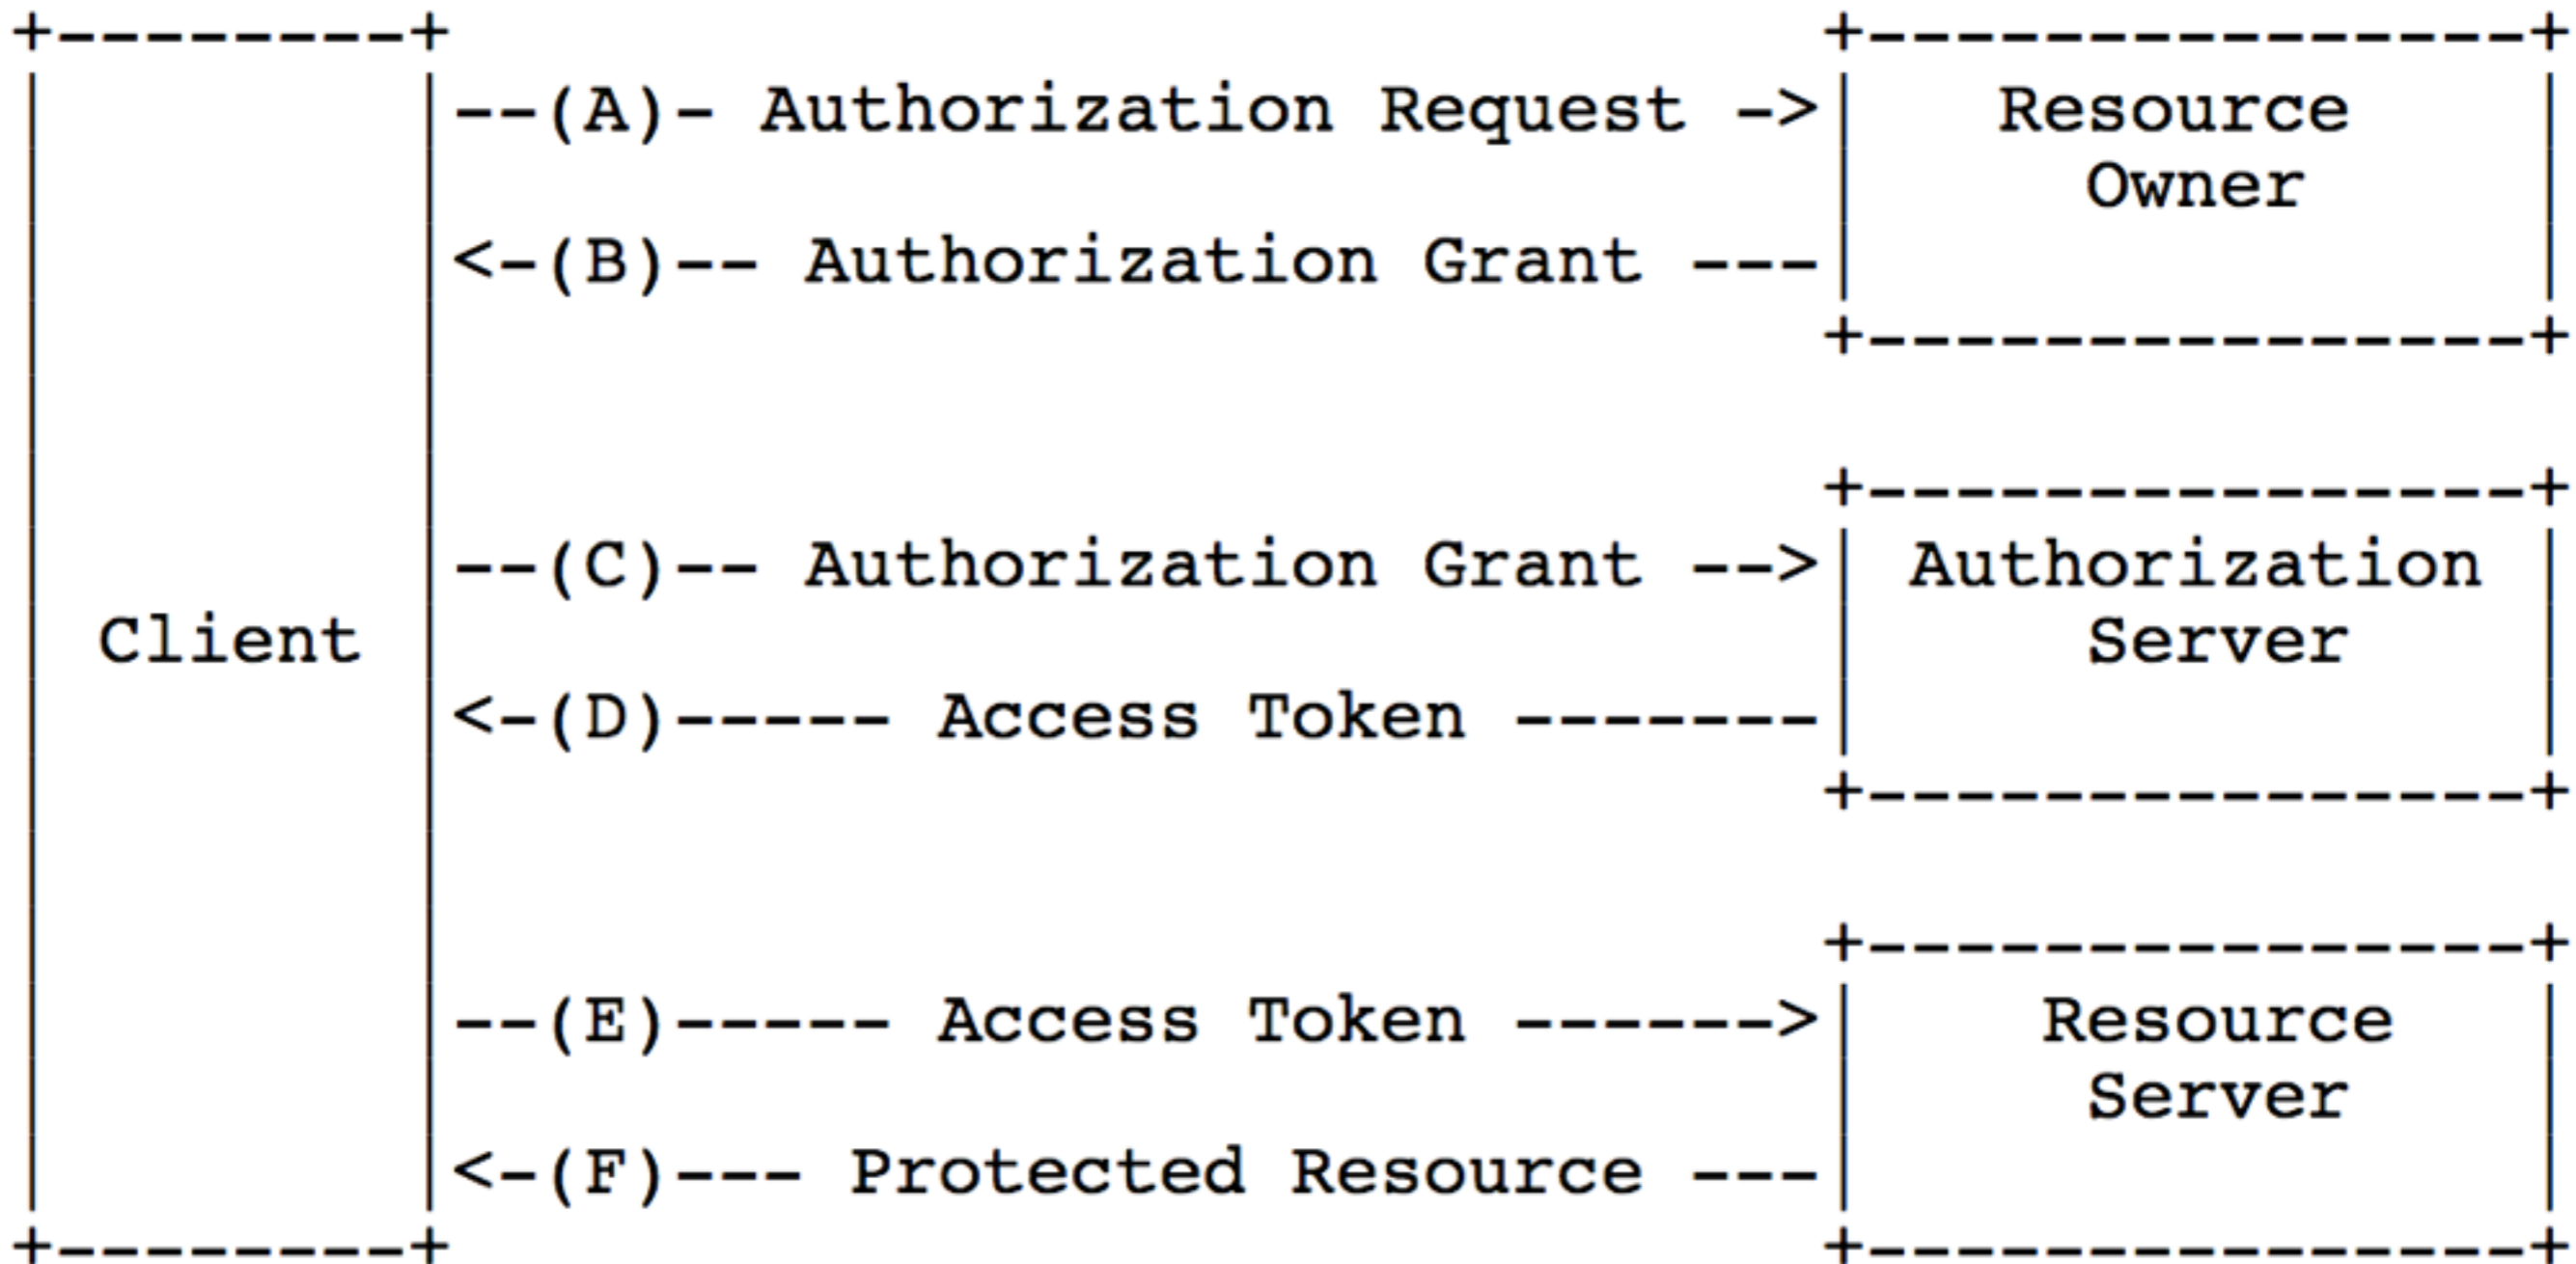 +--------+                               +---------------+
|        |--(A)- Authorization Request ->|   Resource    |
|        |                               |     Owner     |
|        |<-(B)-- Authorization Grant ---|               |
|        |                               +---------------+
|        |
|        |                               +---------------+
|        |--(C)-- Authorization Grant -->| Authorization |
| Client |                               |     Server    |
|        |<-(D)----- Access Token -------|               |
|        |                               +---------------+
|        |
|        |                               +---------------+
|        |--(E)----- Access Token ------>|    Resource   |
|        |                               |     Server    |
|        |<-(F)--- Protected Resource ---|               |
+--------+                               +---------------+